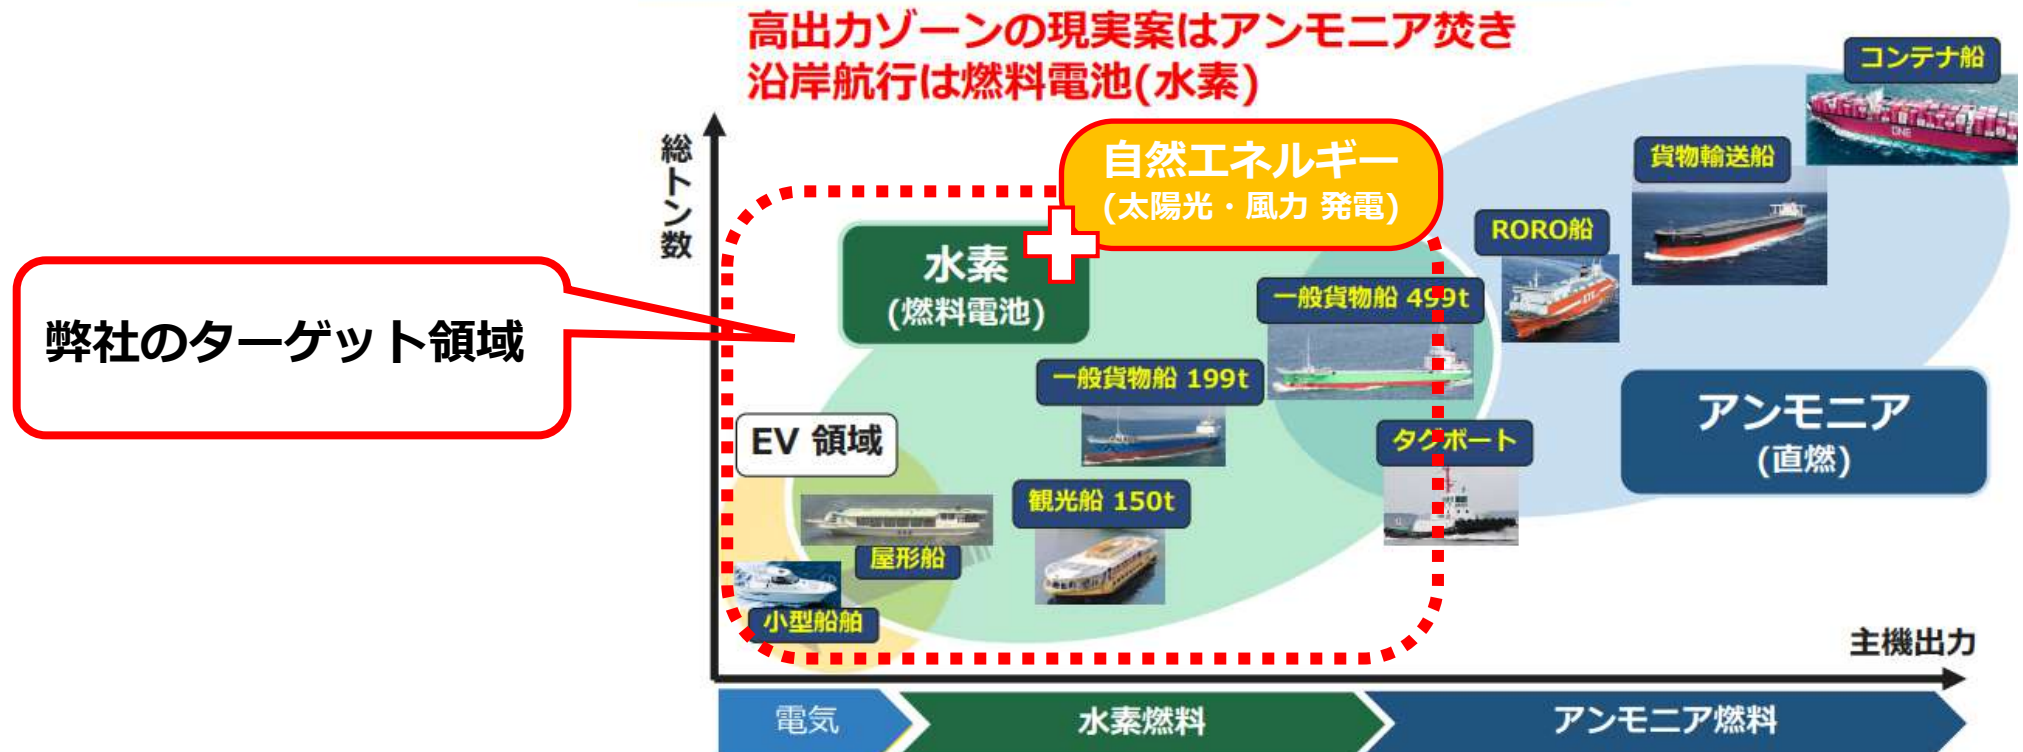 高出力ゾーンの現実案はアンモニア焚き
沿岸航行は燃料電池(水素)
コンテナ船
総トン数
自然エネルギー
(太陽光・風力 発電)
貨物輸送船
RORO船
水素
(燃料電池)
一般貨物船 499t
弊社のターゲット領域
一般貨物船 199t
アンモニア
(直燃)
EV 領域
タグボート
観光船 150t
屋形船
小型船舶
主機出力
電気
水素燃料
アンモニア燃料
ONE